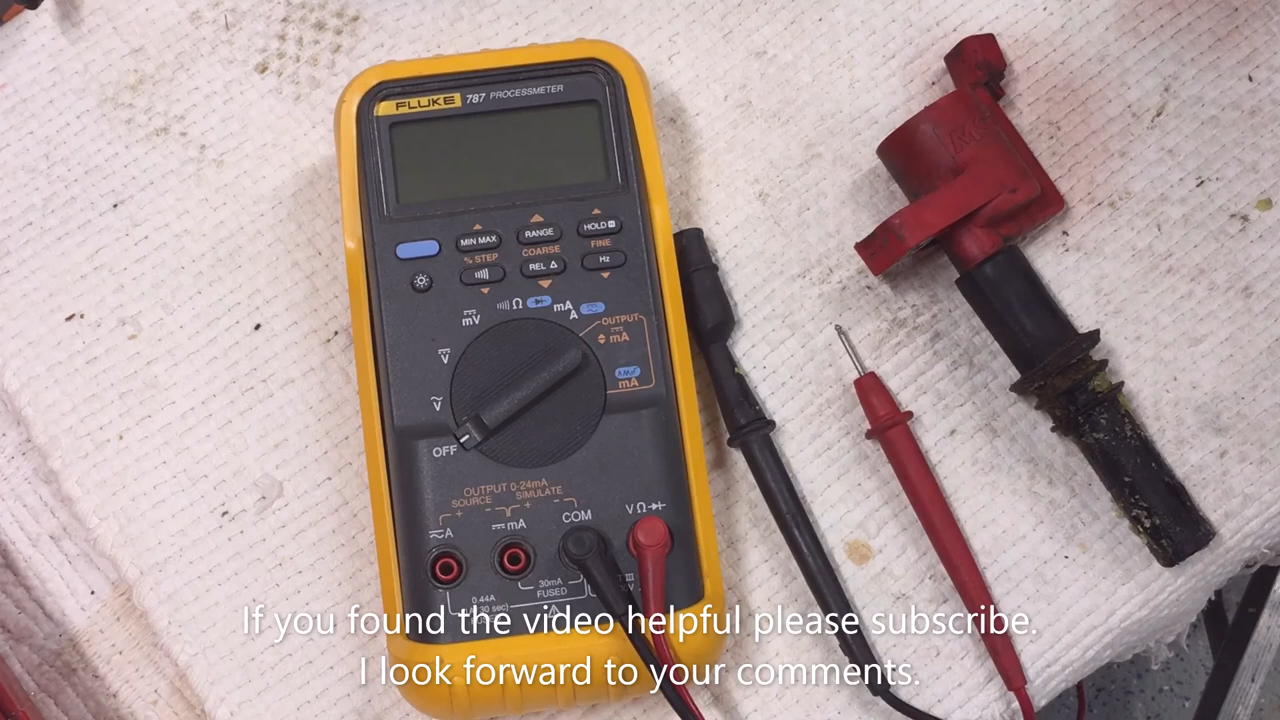 FLUKE 787 PROCESSMETER
MIN MAX RANGE HOLD H
% STEP COARSE FINE
REL Δ Hz
mV Ω mA
A
OUTPUT
mA
V
mA
V
OFF
OUTPUT 0-24mA
SOURCE SIMULATE
+ - + -
A mA COM V Ω
30mA
FUSED
0.44A
If you found the video helpful please subscribe.
I look forward to your comments.